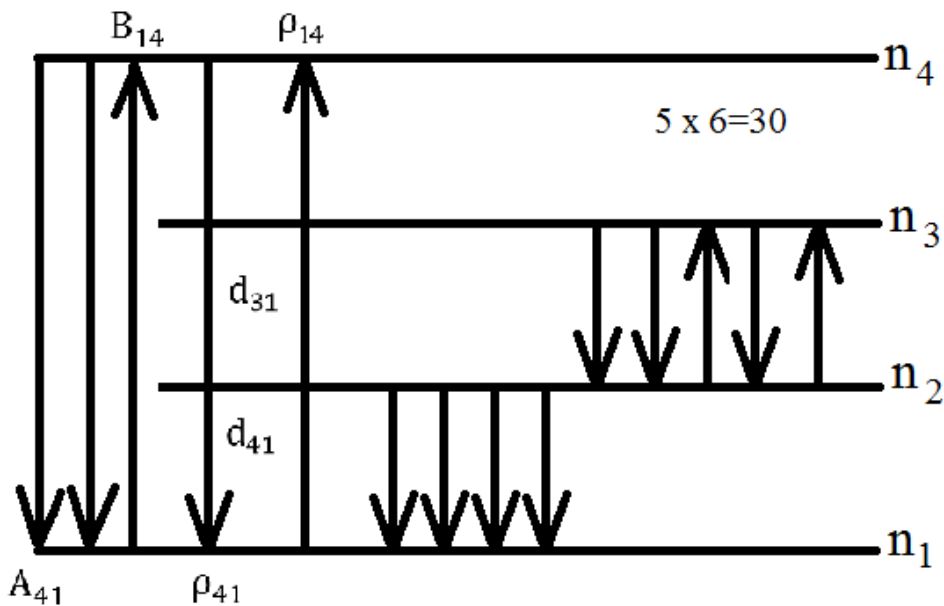 B₁₄ ρ₁₄
n₄
5 x 6=30
n₃
d₃₁
n₂
d₄₁
n₁
A₄₁ ρ₄₁